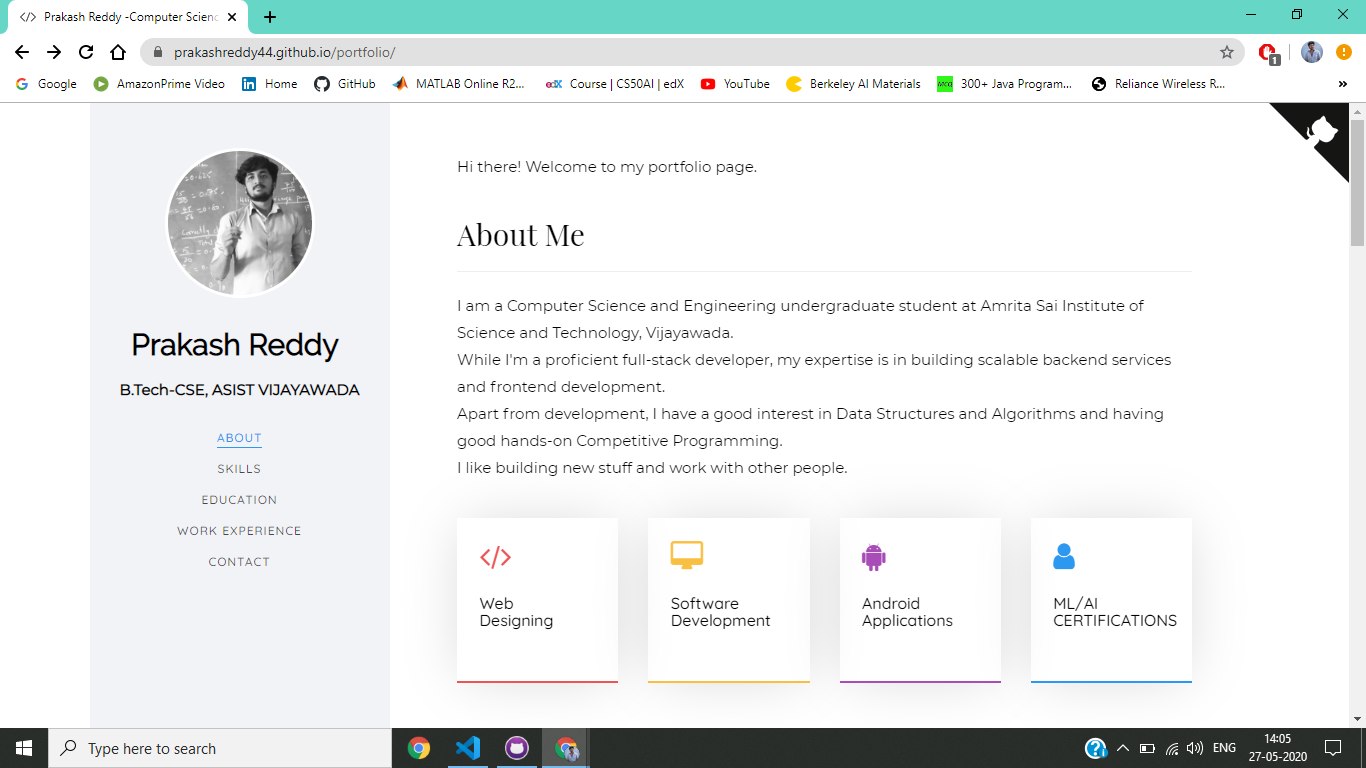 Prakash Reddy -Computer Scienc
prakashreddy44.github.io/portfolio/
1
Google
AmazonPrime Video
Home
GitHub
MATLAB Online R2...
edX
Course | CS50AI | edX
YouTube
Berkeley AI Materials
MCQ
300+ Java Program...
Reliance Wireless R...
»
Prakash Reddy
B.Tech-CSE, ASIST VIJAYAWADA
ABOUT
SKILLS
EDUCATION
WORK EXPERIENCE
CONTACT
Hi there! Welcome to my portfolio page.
About Me
I am a Computer Science and Engineering undergraduate student at Amrita Sai Institute of
Science and Technology, Vijayawada.
While I'm a proficient full-stack developer, my expertise is in building scalable backend services
and frontend development.
Apart from development, I have a good interest in Data Structures and Algorithms and having
good hands-on Competitive Programming.
I like building new stuff and work with other people.
Web
Designing
Software
Development
Android
Applications
ML/AI
CERTIFICATIONS
Type here to search
ENG
14:05
27-05-2020